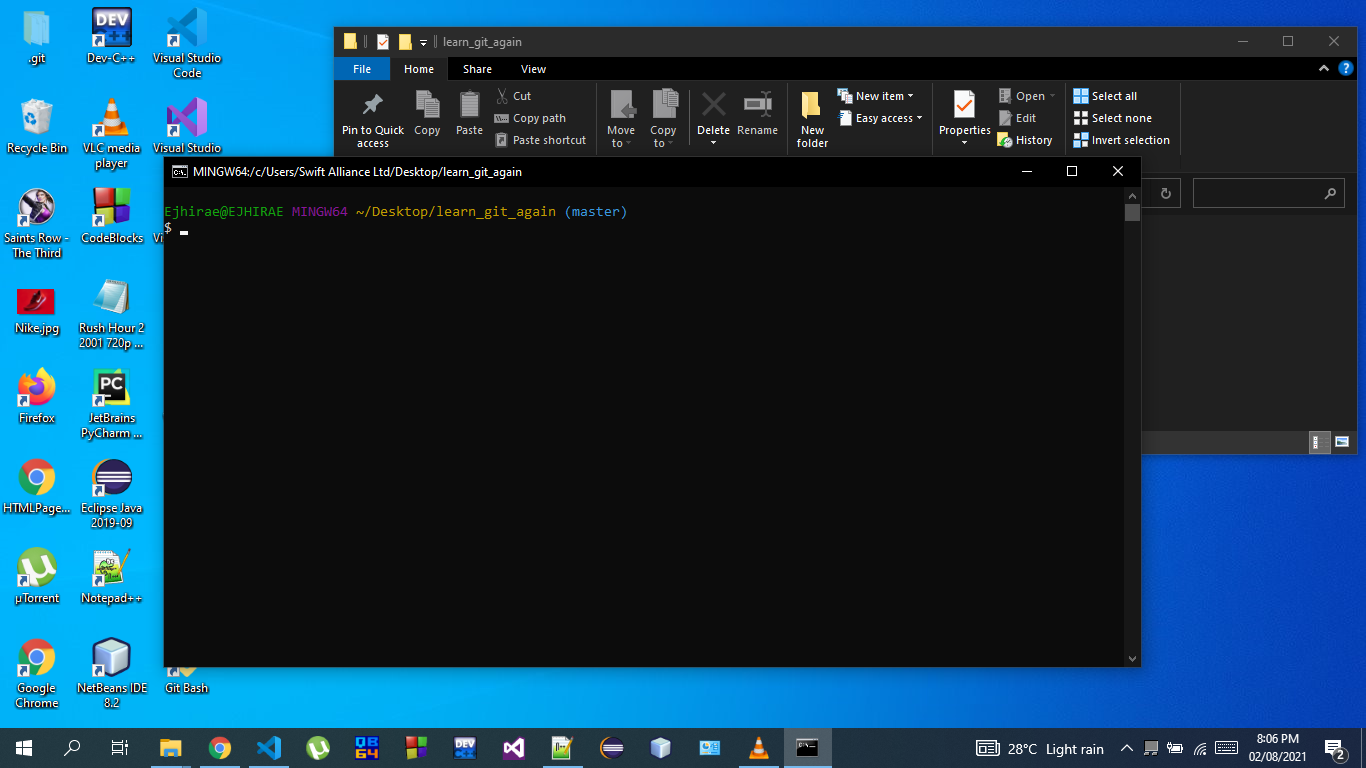 .git
Dev-C++
Visual Studio
Code
Recycle Bin
VLC media
player
Visual Studio
Saints Row -
The Third
CodeBlocks
Nike.jpg
Rush Hour 2
2001 720p ...
Firefox
JetBrains
PyCharm ...
HTMLPage...
Eclipse Java
2019-09
µTorrent
Notepad++
Google
Chrome
NetBeans IDE
8.2
Git Bash
learn_git_again
File
Home
Share
View
Pin to Quick
access
Copy
Paste
Cut
Copy path
Paste shortcut
Move
to
Copy
to
Delete
Rename
New
folder
New item
Easy access
Properties
Open
Edit
History
Select all
Select none
Invert selection
MINGW64:/c/Users/Swift Alliance Ltd/Desktop/learn_git_again
Ejhirae@EJHIRAE MINGW64 ~/Desktop/learn_git_again (master)
$
28°C Light rain
8:06 PM
02/08/2021
2